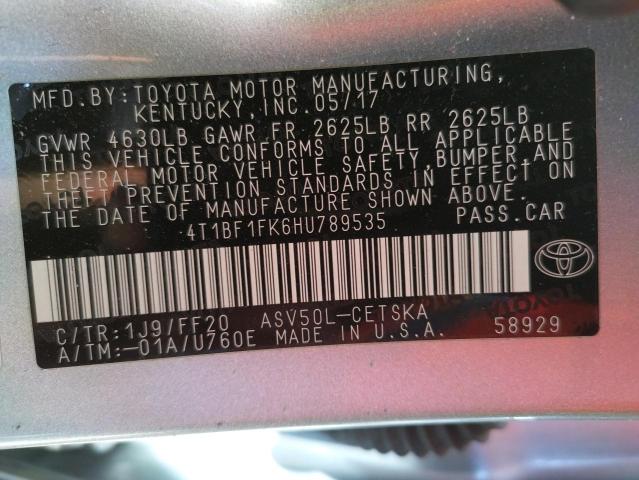 MFD.BY:TOYOTA MOTOR MANUFACTURING,
KENTUCKY,INC.05/17
GVWR 4630LB GAWR FR 2625LB RR 2625LB
THIS VEHICLE CONFORMS TO ALL APPLICABLE
FEDERAL MOTOR VEHICLE SAFETY,BUMPER,AND
THEFT PREVENTION STANDARDS IN EFFECT ON
THE DATE OF MANUFACTURE SHOWN ABOVE.
4T1BF1FK6HU789535 PASS.CAR
C/TR:1J9/FF20 ASV50L-CETSKA
A/TM:-01A/U760E MADE IN U.S.A. 58929